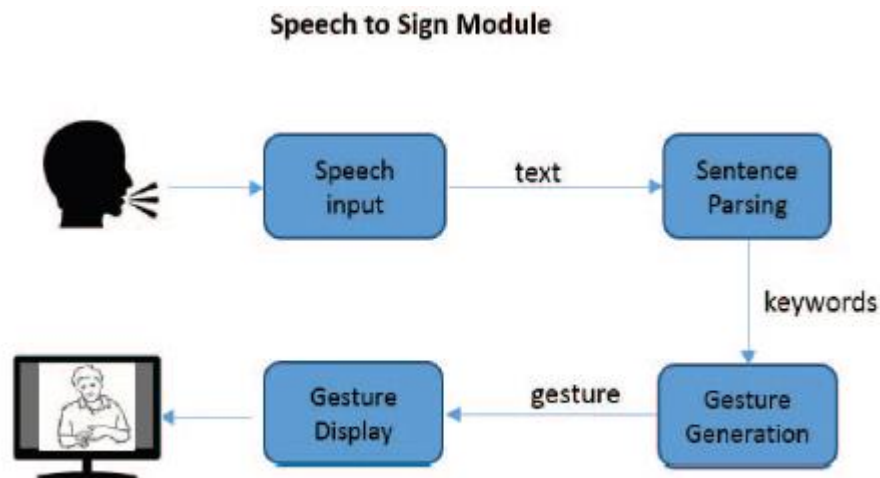 Speech to Sign Module
Speech
input
text
Sentence
Parsing
keywords
Gesture
Generation
gesture
Gesture
Display